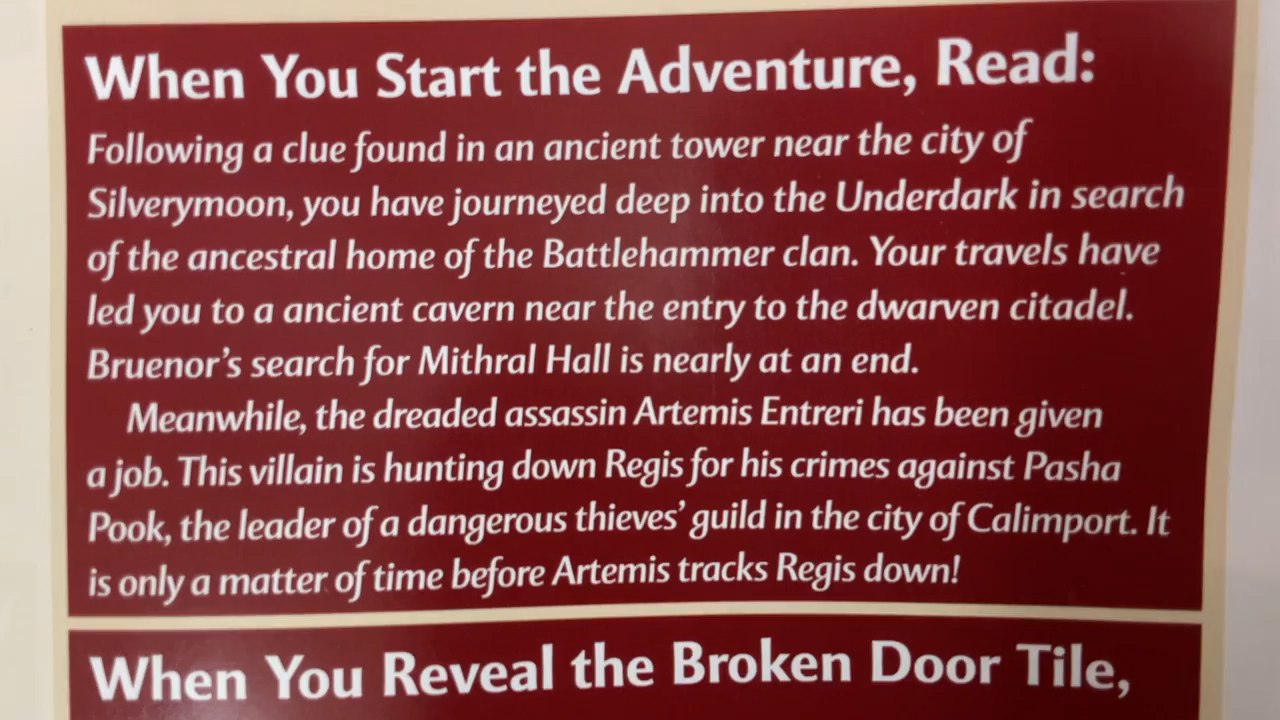 When You Start the Adventure, Read:
Following a clue found in an ancient tower near the city of
Silverymoon, you have journeyed deep into the Underdark in search
of the ancestral home of the Battlehammer clan. Your travels have
led you to a ancient cavern near the entry to the dwarven citadel.
Bruenor's search for Mithral Hall is nearly at an end.
Meanwhile, the dreaded assassin Artemis Entreri has been given
a job. This villain is hunting down Regis for his crimes against Pasha
Pook, the leader of a dangerous thieves' guild in the city of Calimport. It
is only a matter of time before Artemis tracks Regis down!
When You Reveal the Broken Door Tile,